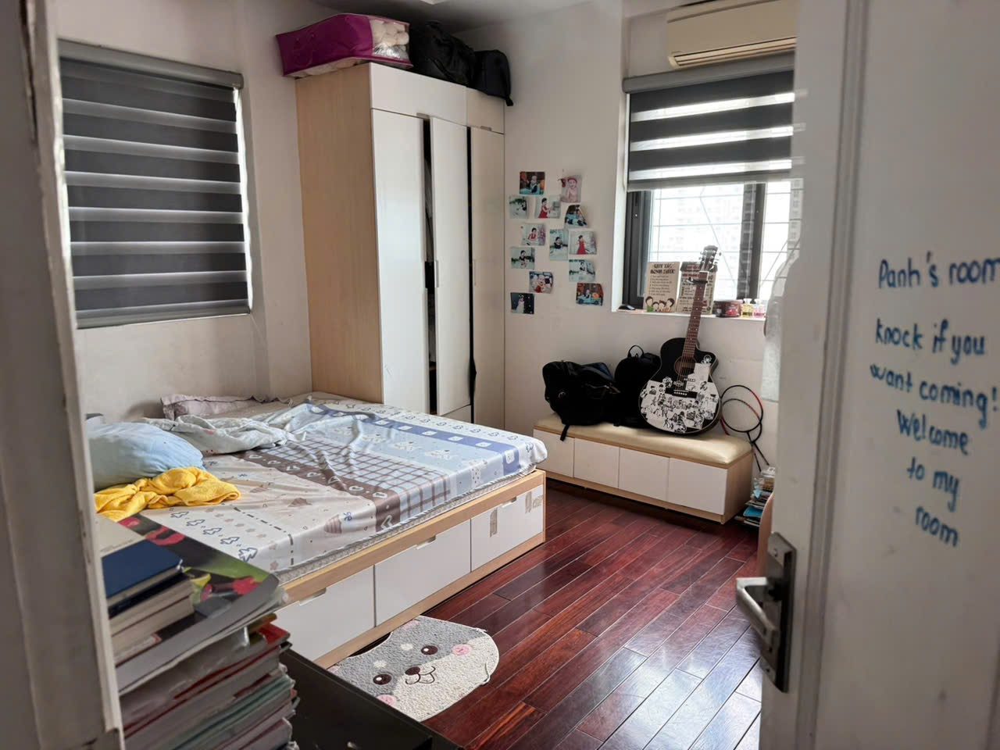 Panh's room
knock if you
want coming!
Welcome
to my
room